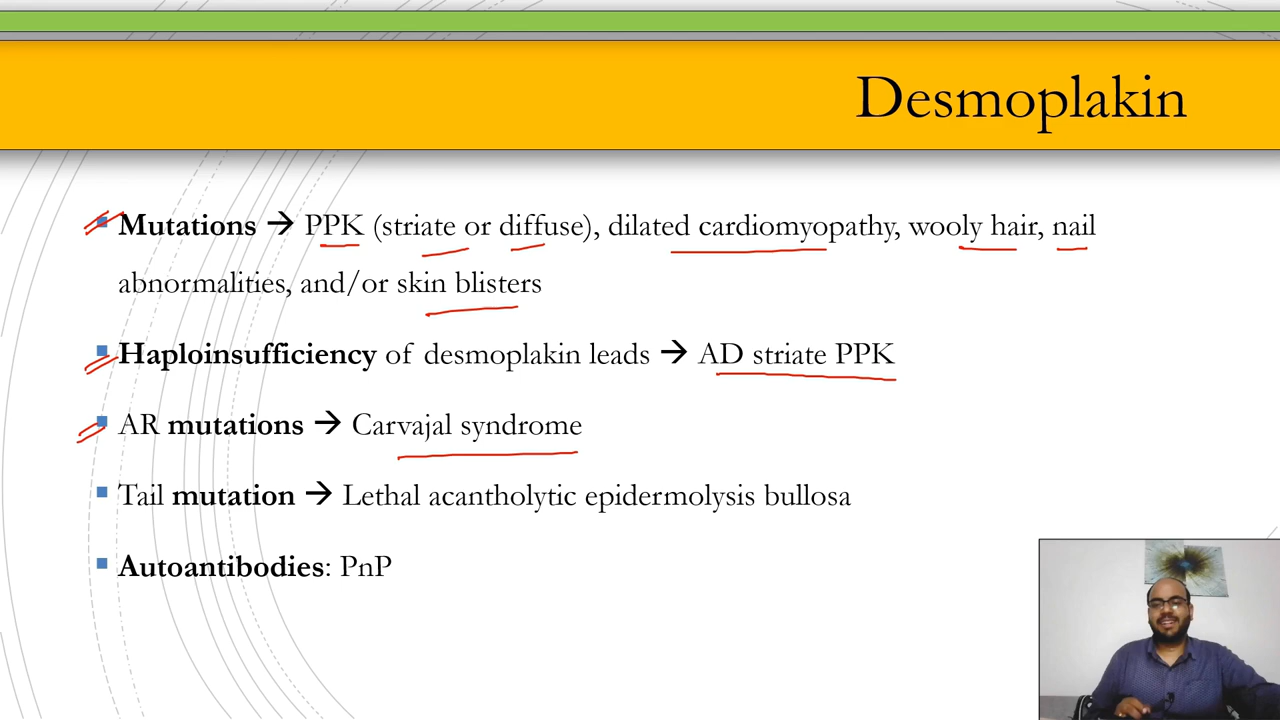 Desmoplakin
Mutations → PPK (striate or diffuse), dilated cardiomyopathy, wooly hair, nail
abnormalities, and/or skin blisters
Haploinsufficiency of desmoplakin leads → AD striate PPK
AR mutations → Carvajal syndrome
Tail mutation → Lethal acantholytic epidermolysis bullosa
Autoantibodies: PnP